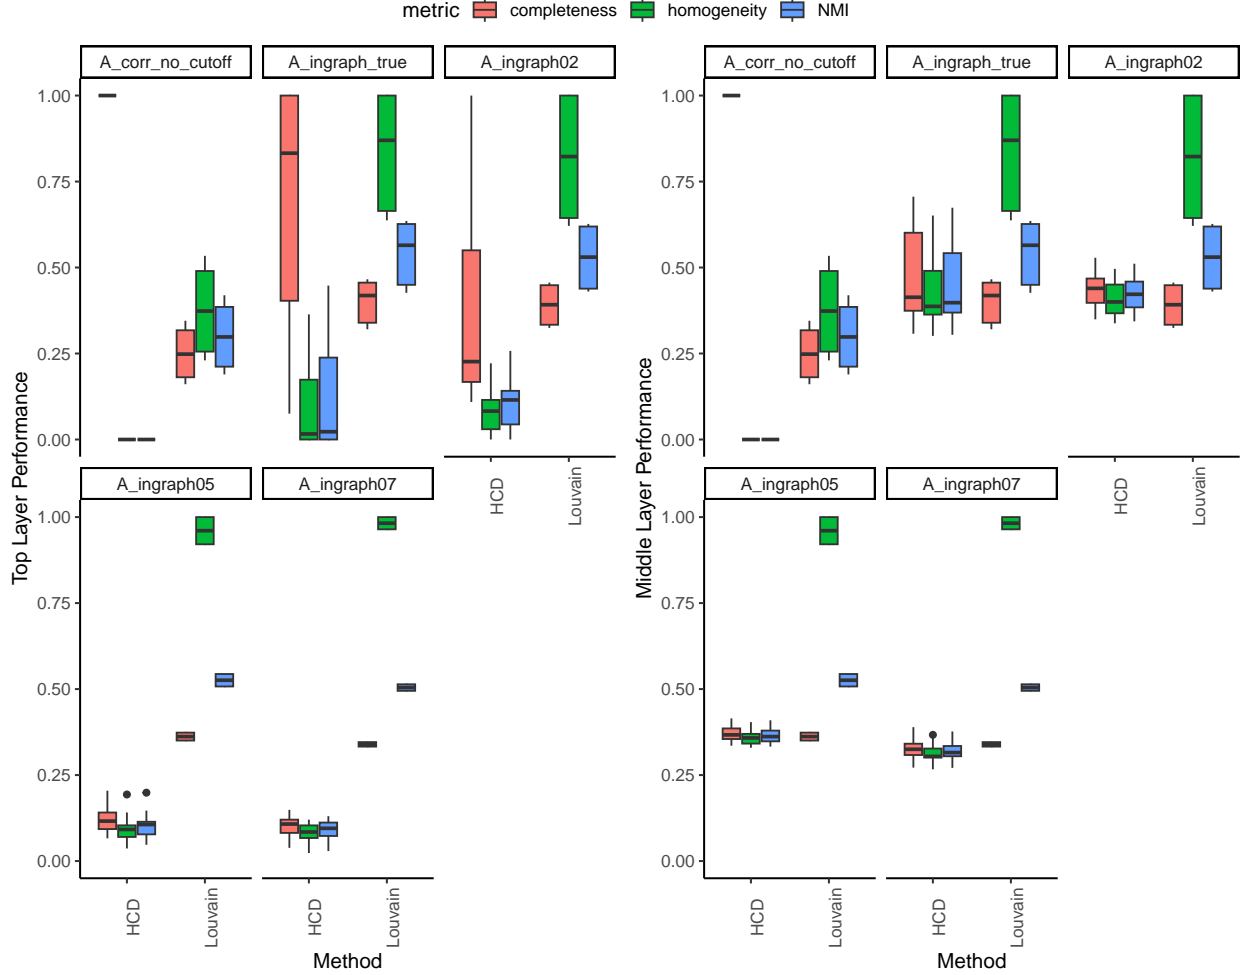 metric completeness homogeneity NMI
Top Layer Performance
A_corr_no_cutoff A_ingraph_true A_ingraph02
1.00
0.75
0.50
0.25
0.00
HCD Louvain
A_ingraph05 A_ingraph07
1.00
0.75
0.50
0.25
0.00
HCD Louvain HCD Louvain
Method
Middle Layer Performance
A_corr_no_cutoff A_ingraph_true A_ingraph02
1.00
0.75
0.50
0.25
0.00
HCD Louvain
A_ingraph05 A_ingraph07
1.00
0.75
0.50
0.25
0.00
HCD Louvain HCD Louvain
Method